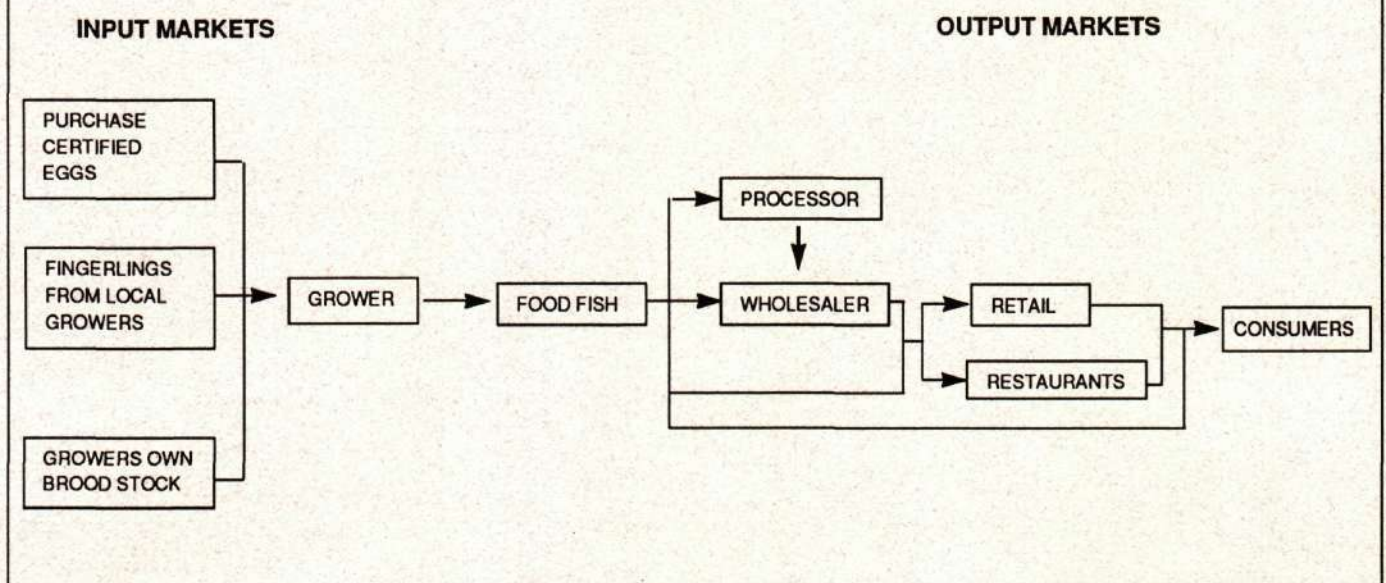 INPUT MARKETS
OUTPUT MARKETS
PURCHASE
CERTIFIED
EGGS
FINGERLINGS
FROM LOCAL
GROWERS
GROWERS OWN
BROOD STOCK
GROWER
FOOD FISH
PROCESSOR
WHOLESALER
RETAIL
RESTAURANTS
CONSUMERS